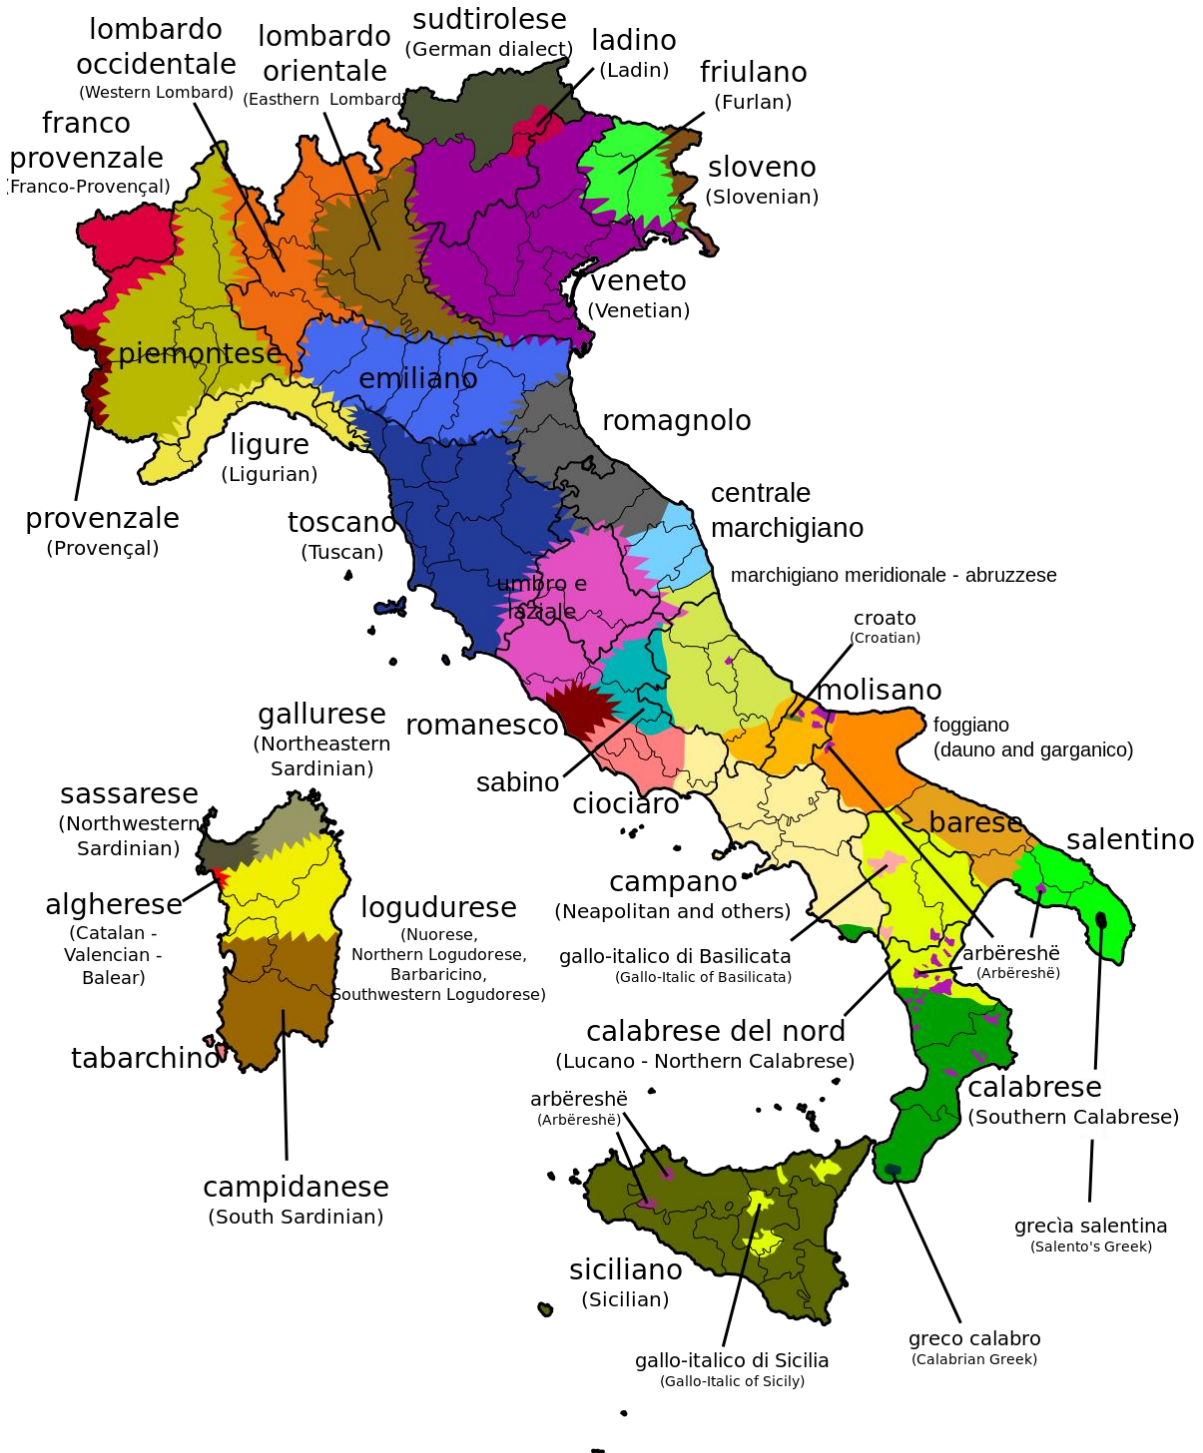 lombardo
occidentale
(Western Lombard)
lombardo
orientale
(Easthern Lombard)
sudtirolese
(German dialect)
ladino
(Ladin)
friulano
(Furlan)
franco
provenzale
(Franco-Provençal)
sloveno
(Slovenian)
veneto
(Venetian)
piemontese
emiliano
romagnolo
ligure
(Ligurian)
provenzale
(Provençal)
toscano
(Tuscan)
centrale
marchigiano
umbro e
laziale
marchigiano meridionale - abruzzese
croato
(Croatian)
molisano
foggiano
(dauno and garganico)
romanesco
sabino
ciociaro
gallurese
(Northeastern
Sardinian)
sassarese
(Northwestern
Sardinian)
barese
salentino
algherese
(Catalan -
Valencian -
Balear)
logudurese
(Nuorese,
Northern Logudorese,
Barbaricino,
Southwestern Logudorese)
campano
(Neapolitan and others)
gallo-italico di Basilicata
(Gallo-Italic of Basilicata)
arbëreshë
(Arbëreshë)
tabarchino
calabrese del nord
(Lucano - Northern Calabrese)
calabrese
(Southern Calabrese)
arbëreshë
(Arbëreshë)
campidanese
(South Sardinian)
grecìa salentina
(Salento's Greek)
siciliano
(Sicilian)
greco calabro
(Calabrian Greek)
gallo-italico di Sicilia
(Gallo-Italic of Sicily)